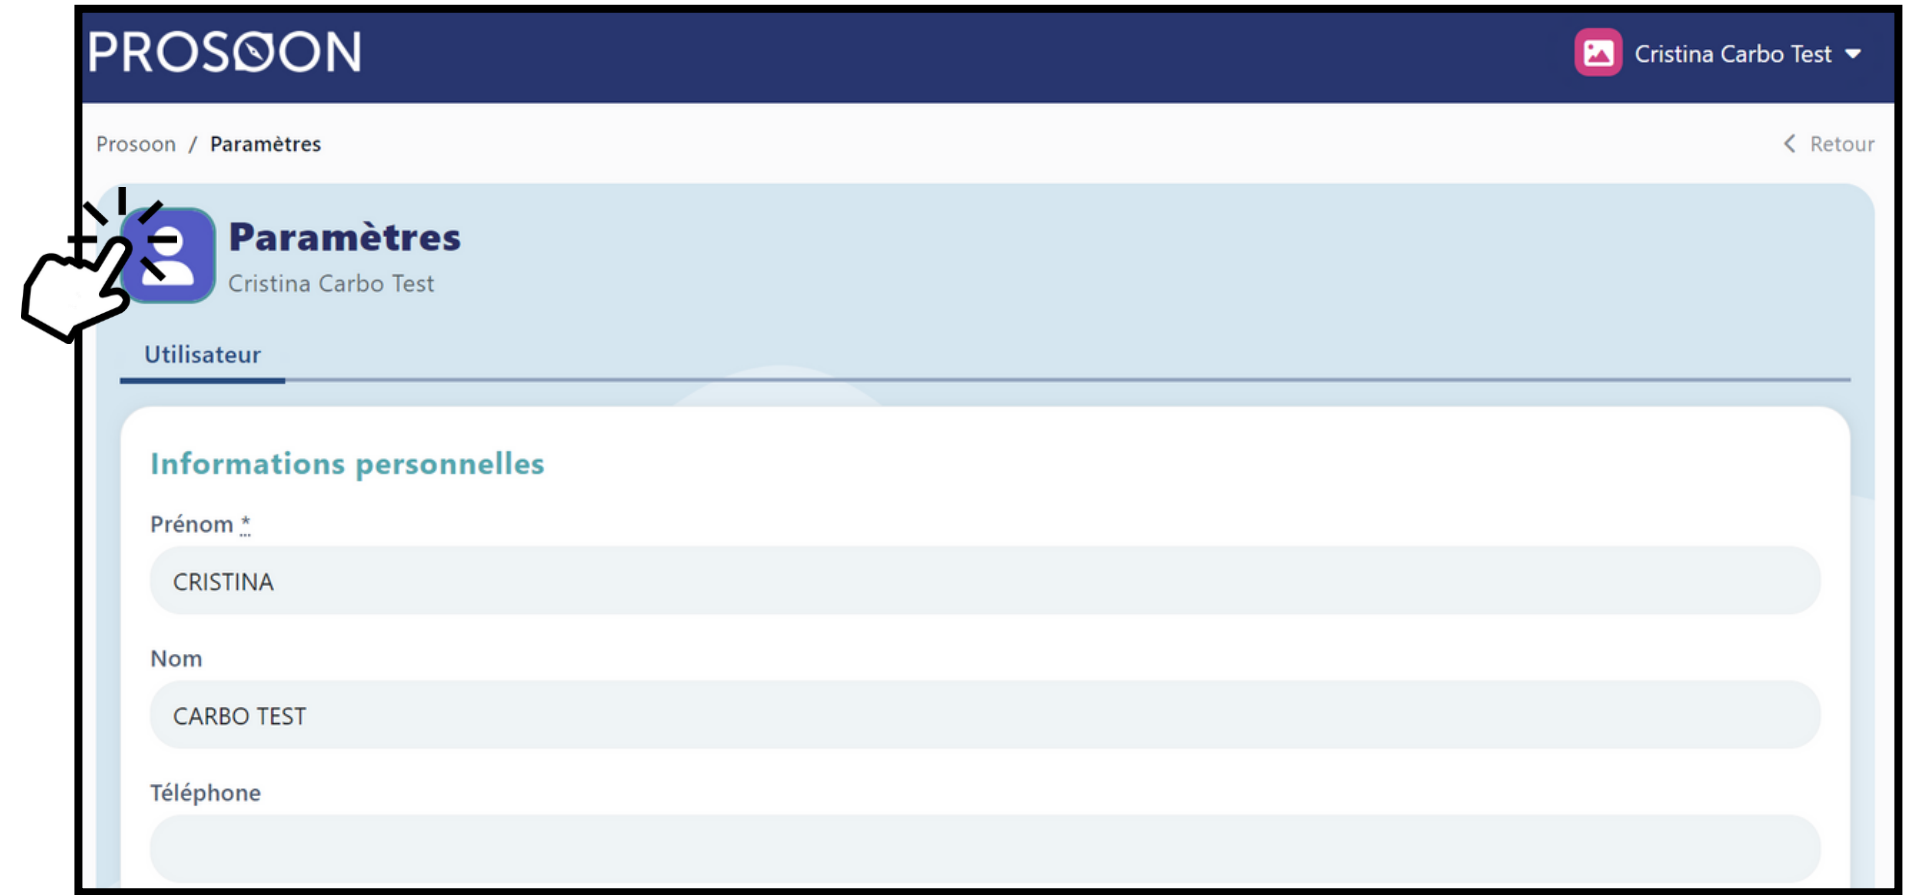 PROSOON
Cristina Carbo Test
Prosoon / Paramètres
Retour
Paramètres
Cristina Carbo Test
Utilisateur
Informations personnelles
Prénom *
CRISTINA
Nom
CARBO TEST
Téléphone